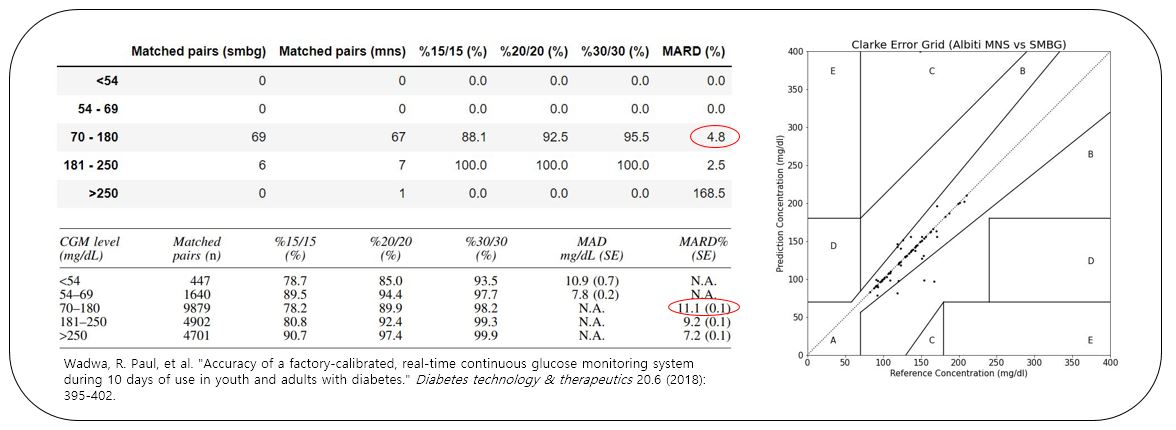 Matched pairs (smbg) Matched pairs (mns) %15/15 (%) %20/20 (%) %30/30 (%) MARD (%)
<54 0 0 0.0 0.0 0.0 0.0
54 - 69 0 0 0.0 0.0 0.0 0.0
70 - 180 69 67 88.1 92.5 95.5 4.8
181 - 250 6 7 100.0 100.0 100.0 2.5
>250 0 1 0.0 0.0 0.0 168.5
CGM level Matched %15/15 %20/20 %30/30 MAD MARD%
(mg/dL) pairs (n) (%) (%) (%) mg/dL (SE) (SE)
<54 447 78.7 85.0 93.5 10.9 (0.7) N.A.
54–69 1640 89.5 94.4 97.7 7.8 (0.2) N.A.
70–180 9879 78.2 89.9 98.2 N.A. 11.1 (0.1)
181–250 4902 80.8 92.4 99.3 N.A. 9.2 (0.1)
>250 4701 90.7 97.4 99.9 N.A. 7.2 (0.1)
Wadwa, R. Paul, et al. "Accuracy of a factory-calibrated, real-time continuous glucose monitoring system
during 10 days of use in youth and adults with diabetes." Diabetes technology & therapeutics 20.6 (2018):
395-402.
Clarke Error Grid (Albiti MNS vs SMBG)
Prediction Concentration (mg/dl)
400
350
300
250
200
150
100
50
0
E C B
B
D D
A C E
0 50 100 150 200 250 300 350 400
Reference Concentration (mg/dl)